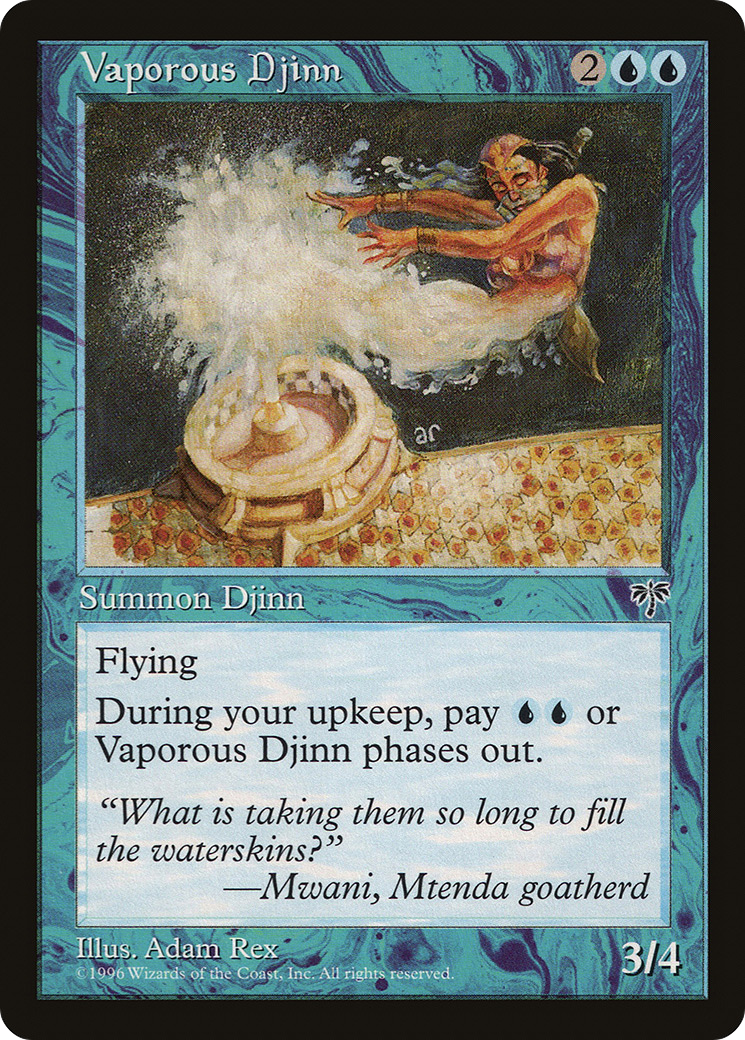 Vaporous Djinn
2
ar
Summon Djinn
Flying
During your upkeep, pay or
Vaporous Djinn phases out.
“What is taking them so long to fill
the waterskins?”
—Mwani, Mtenda goatherd
Illus. Adam Rex
©1996 Wizards of the Coast, Inc. All rights reserved.
3/4